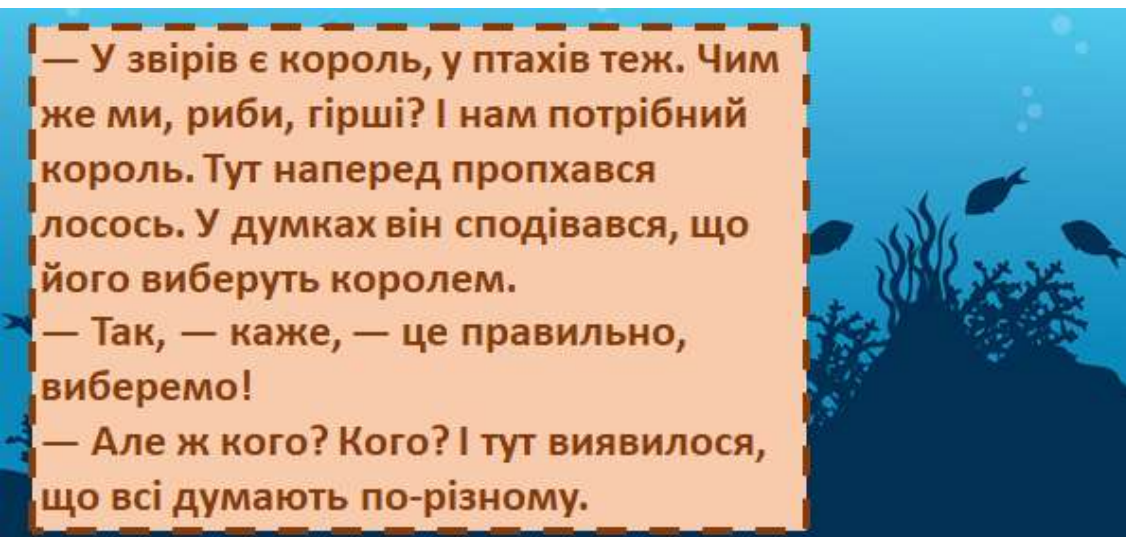 — У звірів є король, у птахів теж. Чим
же ми, риби, гірші? І нам потрібний
король. Тут наперед пропхався
лосось. У думках він сподівався, що
його виберуть королем.
— Так, — каже, — це правильно,
виберемо!
— Але ж кого? Кого? І тут виявилося,
що всі думають по-різному.